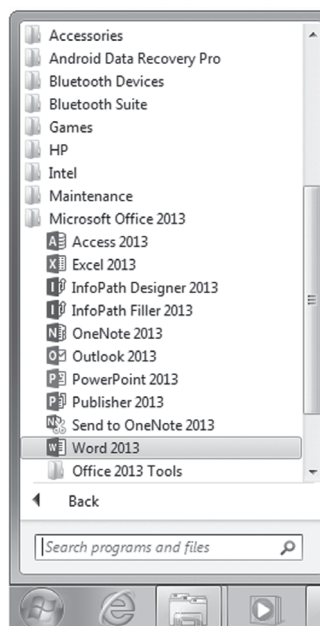 Accessories
Android Data Recovery Pro
Bluetooth Devices
Bluetooth Suite
Games
HP
Intel
Maintenance
Microsoft Office 2013
Access 2013
Excel 2013
InfoPath Designer 2013
InfoPath Filler 2013
OneNote 2013
Outlook 2013
PowerPoint 2013
Publisher 2013
Send to OneNote 2013
Word 2013
Office 2013 Tools
Back
Search programs and files